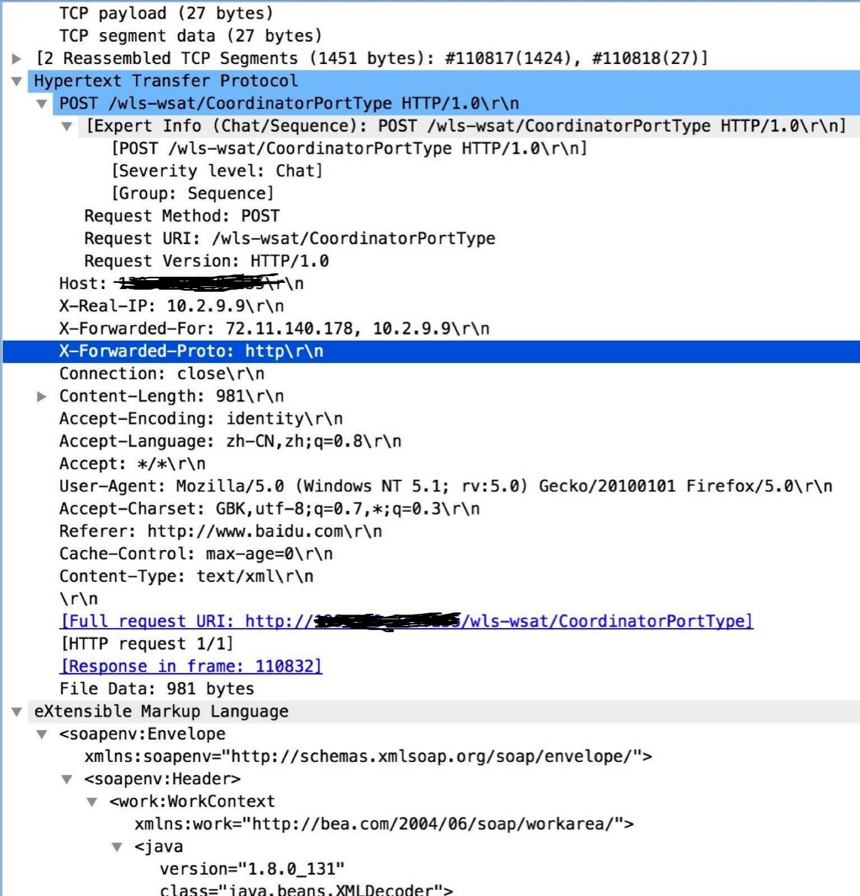 TCP payload (27 bytes)
TCP segment data (27 bytes)
[2 Reassembled TCP Segments (1451 bytes): #110817(1424), #110818(27)]
Hypertext Transfer Protocol
POST /wls-wsat/CoordinatorPortType HTTP/1.0\r\n
[Expert Info (Chat/Sequence): POST /wls-wsat/CoordinatorPortType HTTP/1.0\r\n]
[POST /wls-wsat/CoordinatorPortType HTTP/1.0\r\n]
[Severity level: Chat]
[Group: Sequence]
Request Method: POST
Request URI: /wls-wsat/CoordinatorPortType
Request Version: HTTP/1.0
Host: \r\n
X-Real-IP: 10.2.9.9\r\n
X-Forwarded-For: 72.11.140.178, 10.2.9.9\r\n
X-Forwarded-Proto: http\r\n
Connection: close\r\n
Content-Length: 981\r\n
Accept-Encoding: identity\r\n
Accept-Language: zh-CN,zh;q=0.8\r\n
Accept: */*\r\n
User-Agent: Mozilla/5.0 (Windows NT 5.1; rv:5.0) Gecko/20100101 Firefox/5.0\r\n
Accept-Charset: GBK,utf-8;q=0.7,*;q=0.3\r\n
Referer: http://www.baidu.com\r\n
Cache-Control: max-age=0\r\n
Content-Type: text/xml\r\n
\r\n
[Full request URI: http:///wls-wsat/CoordinatorPortType]
[HTTP request 1/1]
[Response in frame: 110832]
File Data: 981 bytes
eXtensible Markup Language
<soapenv:Envelope
xmlns:soapenv="http://schemas.xmlsoap.org/soap/envelope/">
<soapenv:Header>
<work:WorkContext
xmlns:work="http://bea.com/2004/06/soap/workarea/">
<java
version="1.8.0_131"
class="java.beans.XMLDecoder">